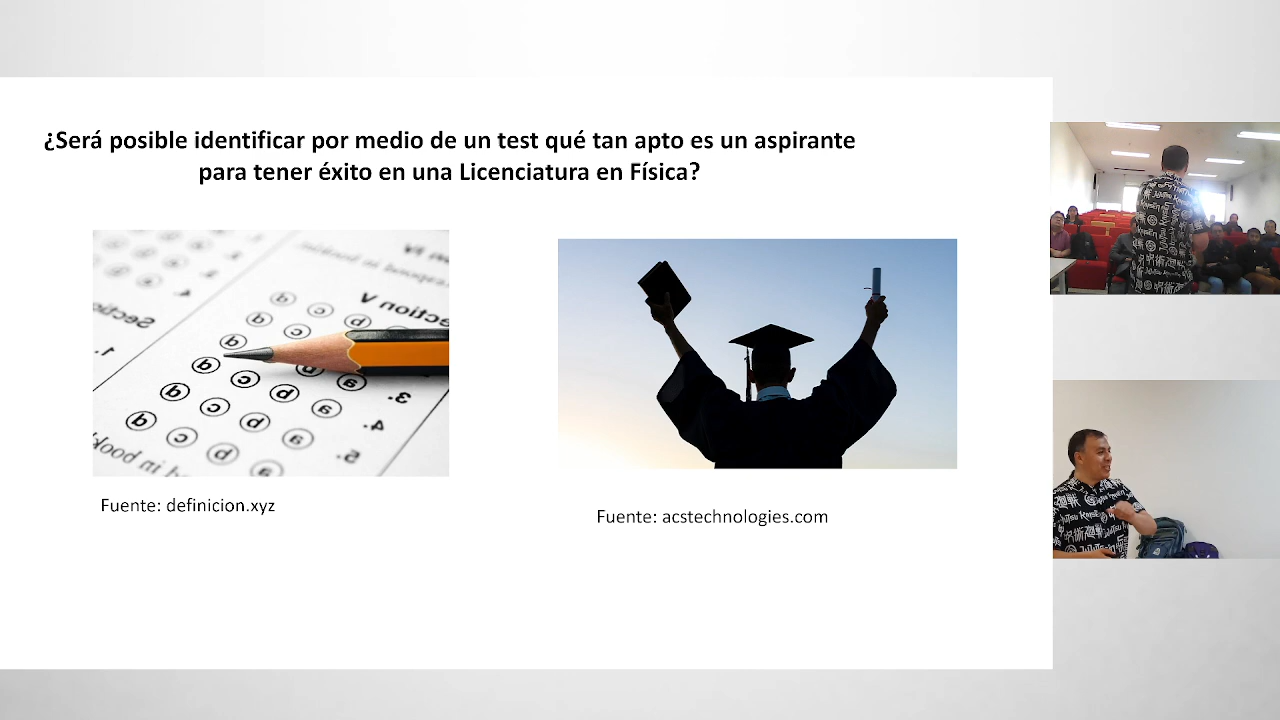 ¿Será posible identificar por medio de un test qué tan apto es un aspirante
para tener éxito en una Licenciatura en Física?
Fuente: definicion.xyz
Fuente: acstechnologies.com